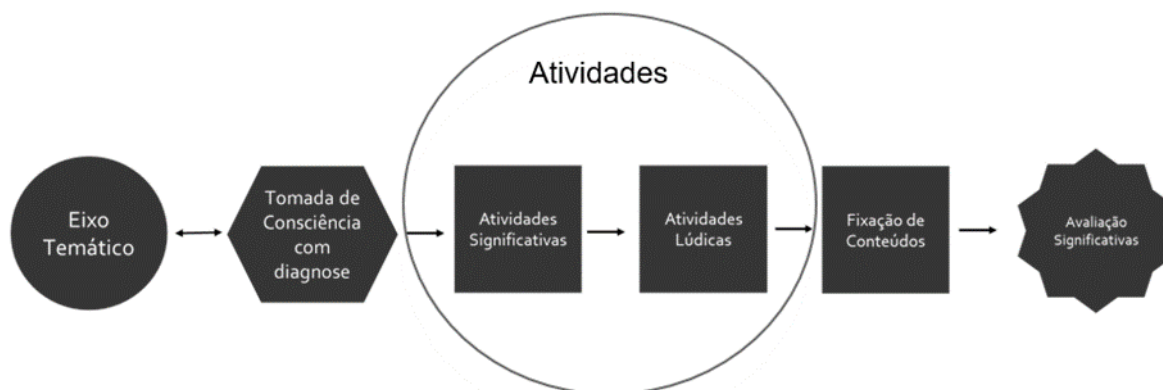 Atividades
Eixo
Temático
Tomada de
Consciência
com
diagnose
Atividades
Significativas
Atividades
Lúdicas
Fixação de
Conteúdos
Avaliação
Significativas